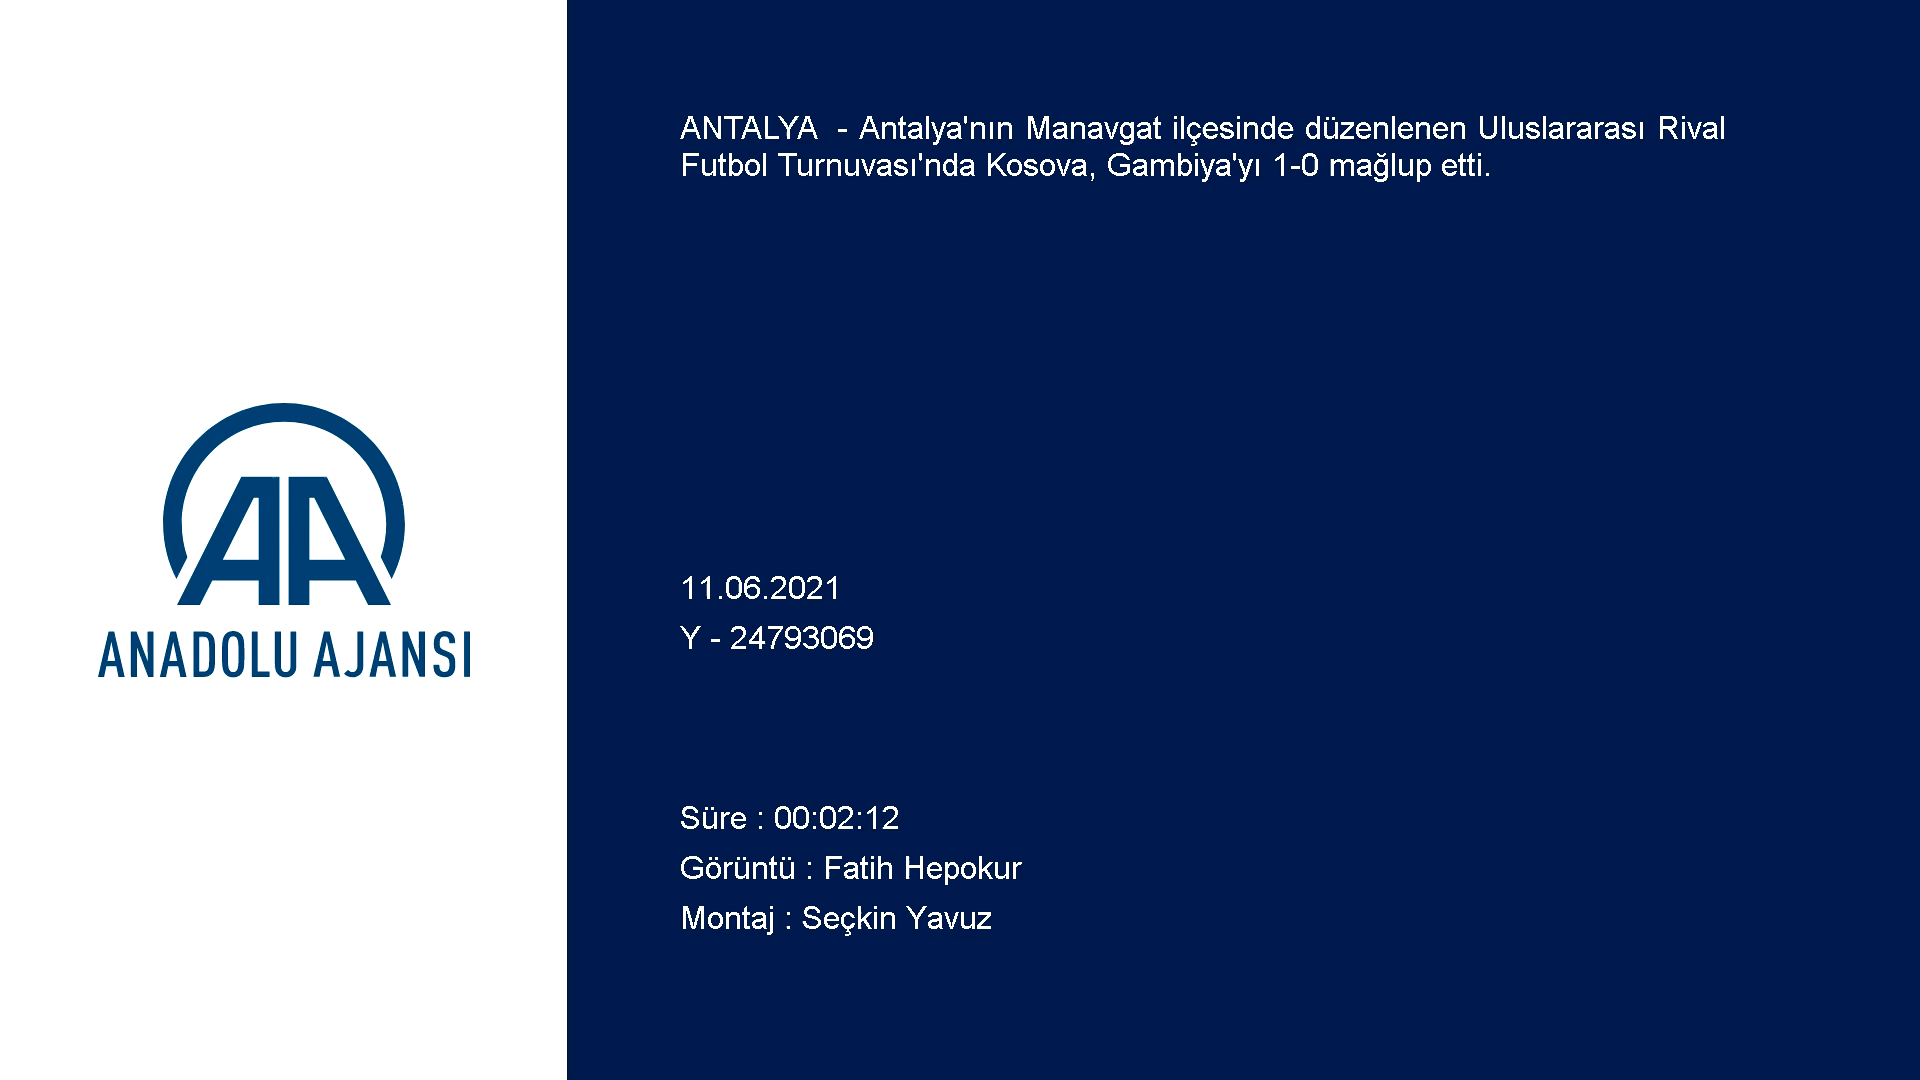 ANTALYA - Antalya'nın Manavgat ilçesinde düzenlenen Uluslararası Rival
Futbol Turnuvası'nda Kosova, Gambiya'yı 1-0 mağlup etti.
AA
ANADOLU AJANSI
11.06.2021
Y - 24793069
Süre : 00:02:12
Görüntü : Fatih Hepokur
Montaj : Seçkin Yavuz